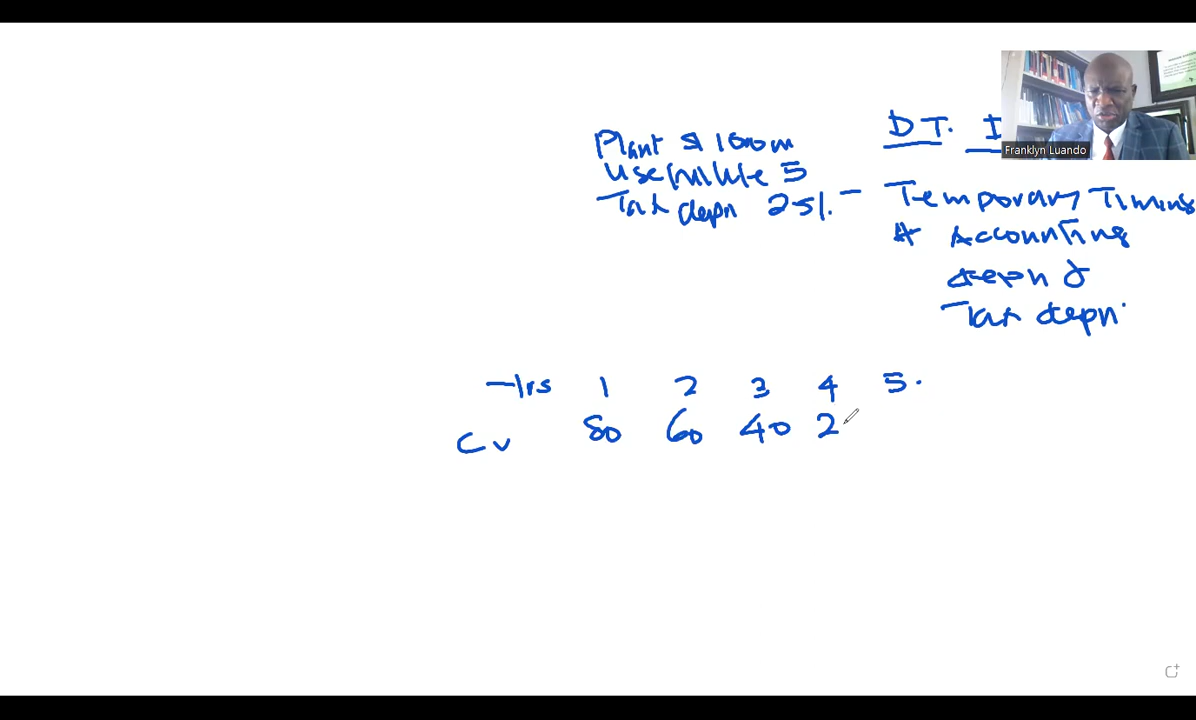 Plant $100m
Useful life 5
Tax depn 25% -
DT. I
Temporary Timing
* Accounting
depn &
Tax depn.
Yrs 1 2 3 4 5.
CV 80 60 40 2
Franklyn Luando